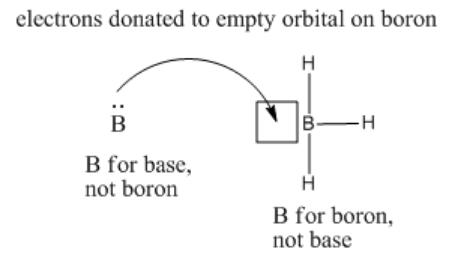 electrons donated to empty orbital on boron
H
B
B—H
B for base,
not boron
H
B for boron,
not base